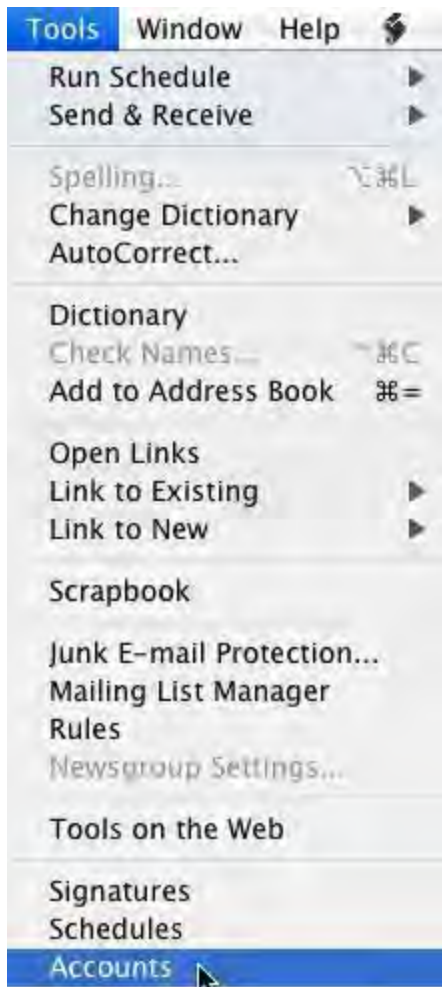 Tools Window Help
Run Schedule
Send & Receive
Spelling... ⌥⌘L
Change Dictionary
AutoCorrect...
Dictionary
Check Names... ⌘C
Add to Address Book ⌘=
Open Links
Link to Existing
Link to New
Scrapbook
Junk E-mail Protection...
Mailing List Manager
Rules
Newsgroup Settings...
Tools on the Web
Signatures
Schedules
Accounts